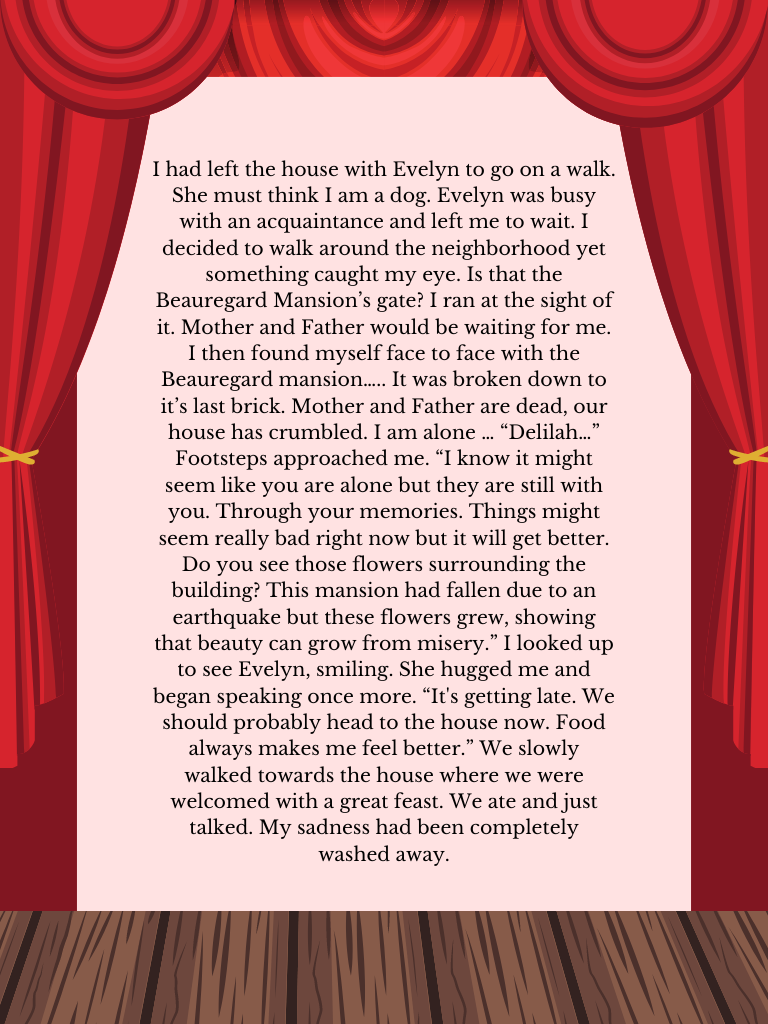 I had left the house with Evelyn to go on a walk.
She must think I am a dog. Evelyn was busy
with an acquaintance and left me to wait. I
decided to walk around the neighborhood yet
something caught my eye. Is that the
Beauregard Mansion’s gate? I ran at the sight of
it. Mother and Father would be waiting for me.
I then found myself face to face with the
Beauregard mansion….. It was broken down to
it’s last brick. Mother and Father are dead, our
house has crumbled. I am alone … “Delilah…”
Footsteps approached me. “I know it might
seem like you are alone but they are still with
you. Through your memories. Things might
seem really bad right now but it will get better.
Do you see those flowers surrounding the
building? This mansion had fallen due to an
earthquake but these flowers grew, showing
that beauty can grow from misery.” I looked up
to see Evelyn, smiling. She hugged me and
began speaking once more. “It's getting late. We
should probably head to the house now. Food
always makes me feel better.” We slowly
walked towards the house where we were
welcomed with a great feast. We ate and just
talked. My sadness had been completely
washed away.